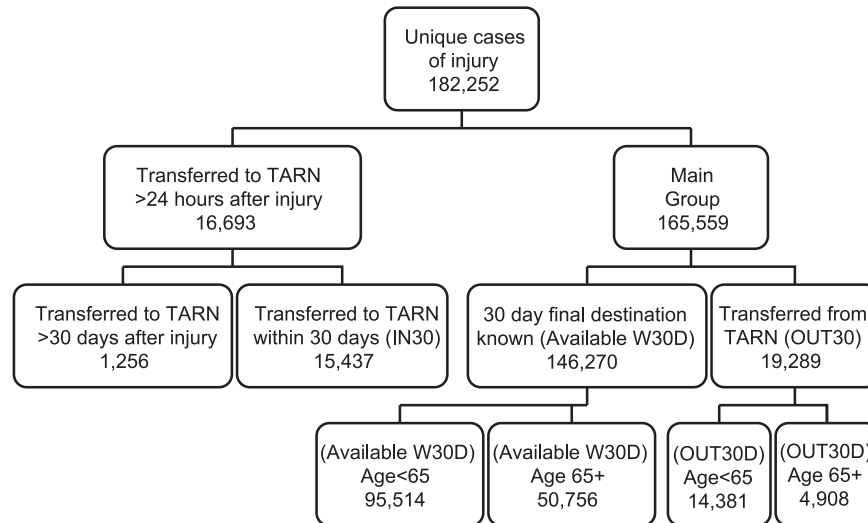 Unique cases
of injury
182,252
Transferred to TARN
>24 hours after injury
16,693
Main
Group
165,559
Transferred to TARN
>30 days after injury
1,256
Transferred to TARN
within 30 days (IN30)
15,437
30 day final destination
known (Available W30D)
146,270
Transferred from
TARN (OUT30)
19,289
(Available W30D)
Age<65
95,514
(Available W30D)
Age 65+
50,756
(OUT30D)
Age<65
14,381
(OUT30D)
Age 65+
4,908